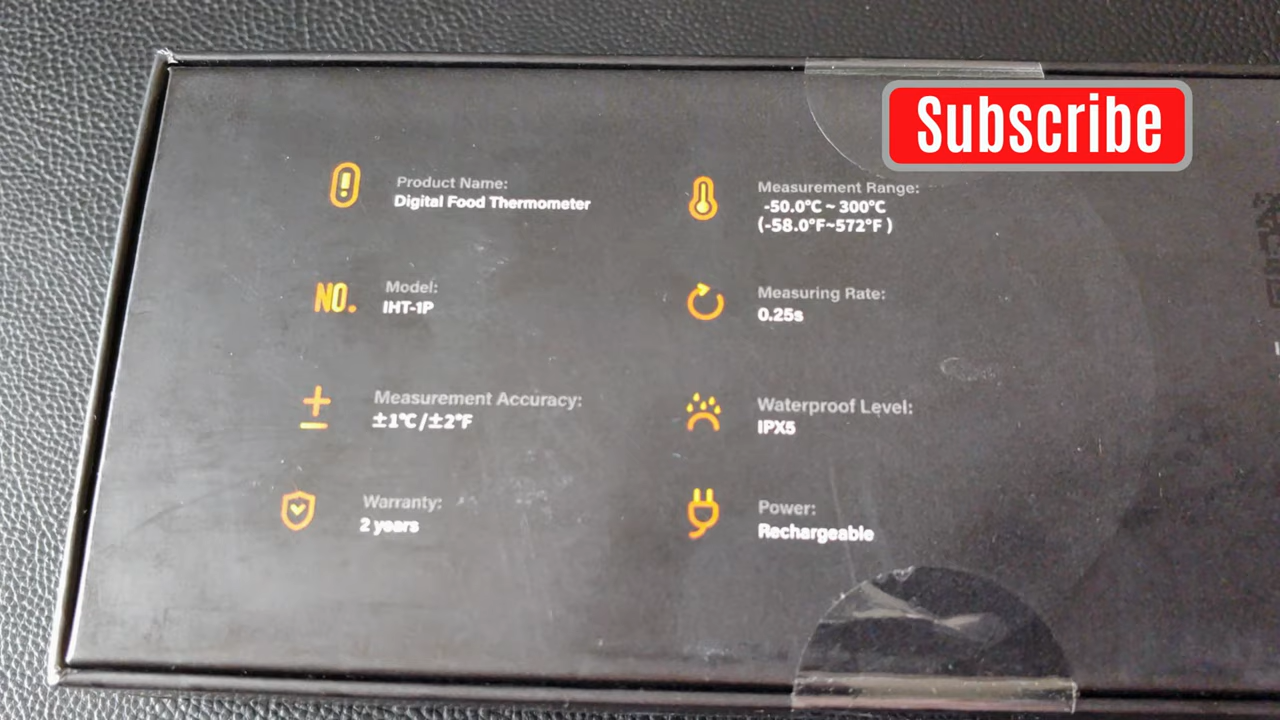 Subscribe
Product Name:
Digital Food Thermometer
Measurement Range:
-50.0°C ~ 300°C
(-58.0°F~572°F )
NO.
Model:
IHT-1P
Measuring Rate:
0.25s
Measurement Accuracy:
±1°C/±2°F
Waterproof Level:
IPX5
Warranty:
2 years
Power:
Rechargeable